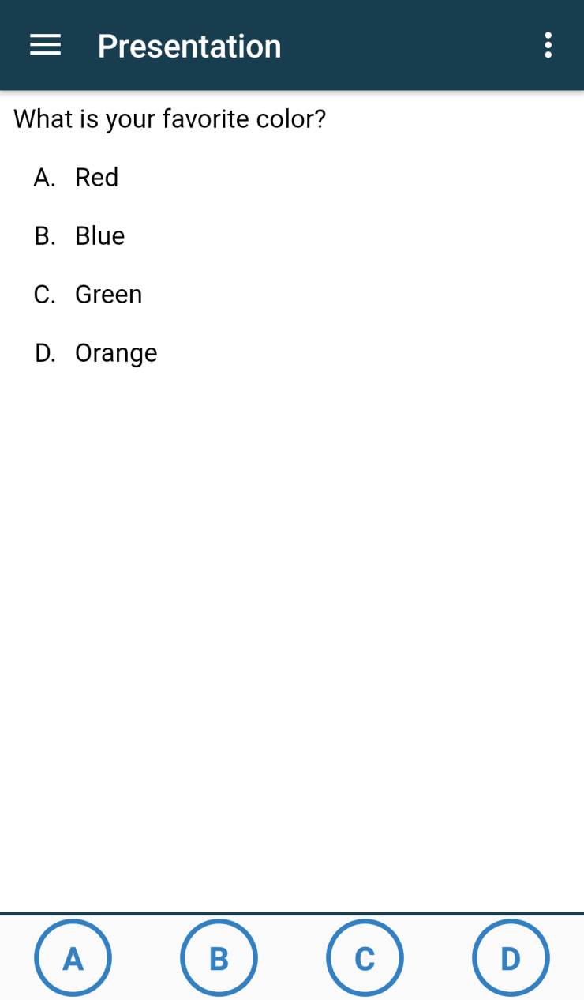 Presentation
What is your favorite color?
A. Red
B. Blue
C. Green
D. Orange
A B C D